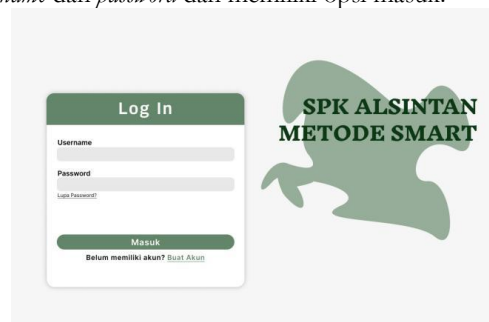 dan password dan memiliki opsi masuk.
Log In
Username
Password
Lupa Password?
Masuk
Belum memiliki akun? Buat Akun
SPK ALSINTAN
METODE SMART